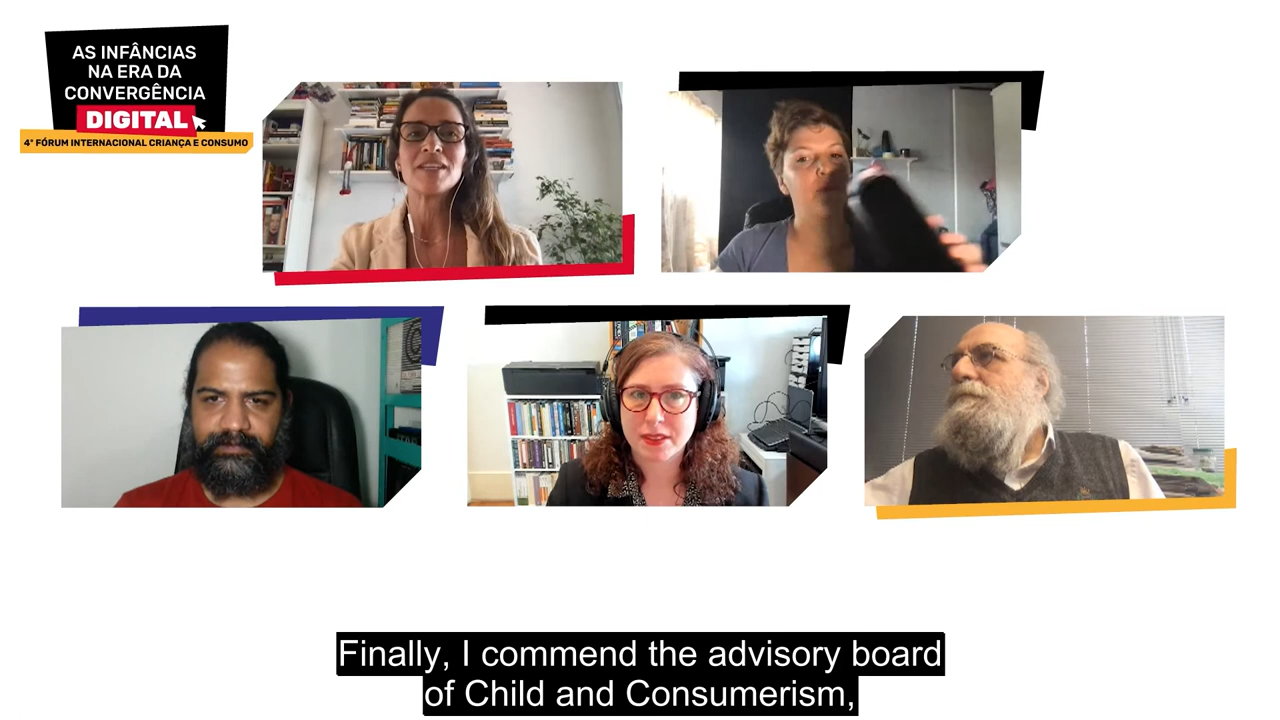 AS INFÂNCIAS
NA ERA DA
CONVERGÊNCIA
DIGITAL
4º FÓRUM INTERNACIONAL CRIANÇA E CONSUMO
Finally, I commend the advisory board
of Child and Consumerism,